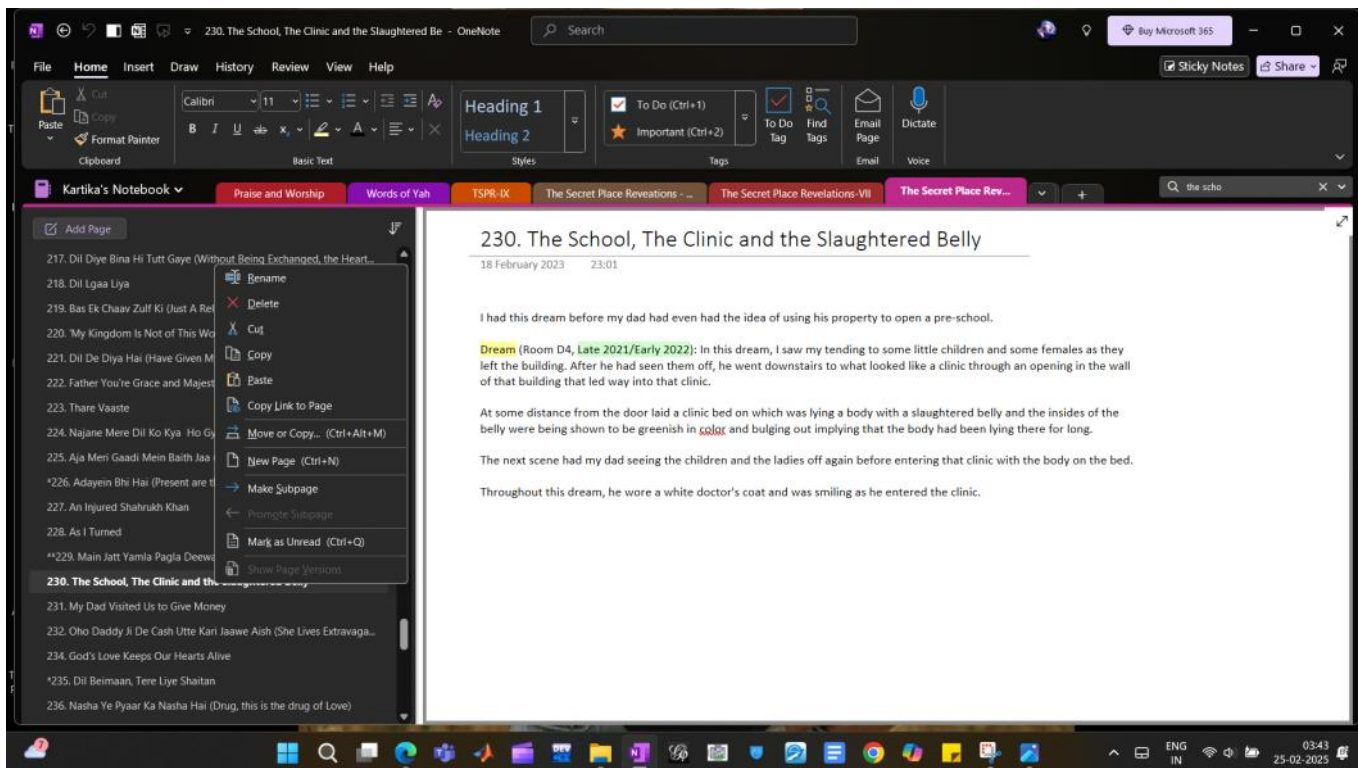 230. The School, The Clinic and the Slaughtered Be - OneNote
Search
Buy Microsoft 365
File Home Insert Draw History Review View Help
Sticky Notes
Share
Paste
Cut
Copy
Format Painter
Clipboard
Calibri
11
B I U ab x
A
Basic Text
Heading 1
Heading 2
Styles
To Do (Ctrl+1)
Important (Ctrl+2)
Tags
To Do Tag
Find Tags
Email Page
Email
Dictate
Voice
Kartika's Notebook
Praise and Worship
Words of Yah
TSPR-IX
The Secret Place Reveations - ...
The Secret Place Revelations-VII
The Secret Place Rev...
the scho
Add Page
217. Dil Diye Bina Hi Tutt Gaye (Without Being Exchanged, the Heart...
218. Dil Lgaa Liya
219. Bas Ek Chaav Zulf Ki (Just A Rel
220. 'My Kingdom Is Not of This Wo
221. Dil De Diya Hai (Have Given M
222. Father You're Grace and Majest
223. Thare Vaaste
224. Najane Mere Dil Ko Kya Ho Gy
225. Aja Meri Gaadi Mein Baith Jaa
*226. Adayein Bhi Hai (Present are t
227. An Injured Shahrukh Khan
228. As I Turned
**229. Main Jatt Yamla Pagla Deewa
230. The School, The Clinic and the Slaughtered Belly
231. My Dad Visited Us to Give Money
232. Oho Daddy Ji De Cash Utte Kari Jaawe Aish (She Lives Extravaga...
234. God's Love Keeps Our Hearts Alive
*235. Dil Beimaan, Tere Liye Shaitan
236. Nasha Ye Pyaar Ka Nasha Hai (Drug, this is the drug of Love)
Rename
Delete
Cut
Copy
Paste
Copy Link to Page
Move or Copy... (Ctrl+Alt+M)
New Page (Ctrl+N)
Make Subpage
Promote Subpage
Mark as Unread (Ctrl+Q)
Show Page Versions
230. The School, The Clinic and the Slaughtered Belly
18 February 2023 23:01
I had this dream before my dad had even had the idea of using his property to open a pre-school.
Dream (Room D4, Late 2021/Early 2022): In this dream, I saw my tending to some little children and some females as they
left the building. After he had seen them off, he went downstairs to what looked like a clinic through an opening in the wall
of that building that led way into that clinic.
At some distance from the door laid a clinic bed on which was lying a body with a slaughtered belly and the insides of the
belly were being shown to be greenish in color and bulging out implying that the body had been lying there for long.
The next scene had my dad seeing the children and the ladies off again before entering that clinic with the body on the bed.
Throughout this dream, he wore a white doctor's coat and was smiling as he entered the clinic.
ENG
IN
03:43
25-02-2025